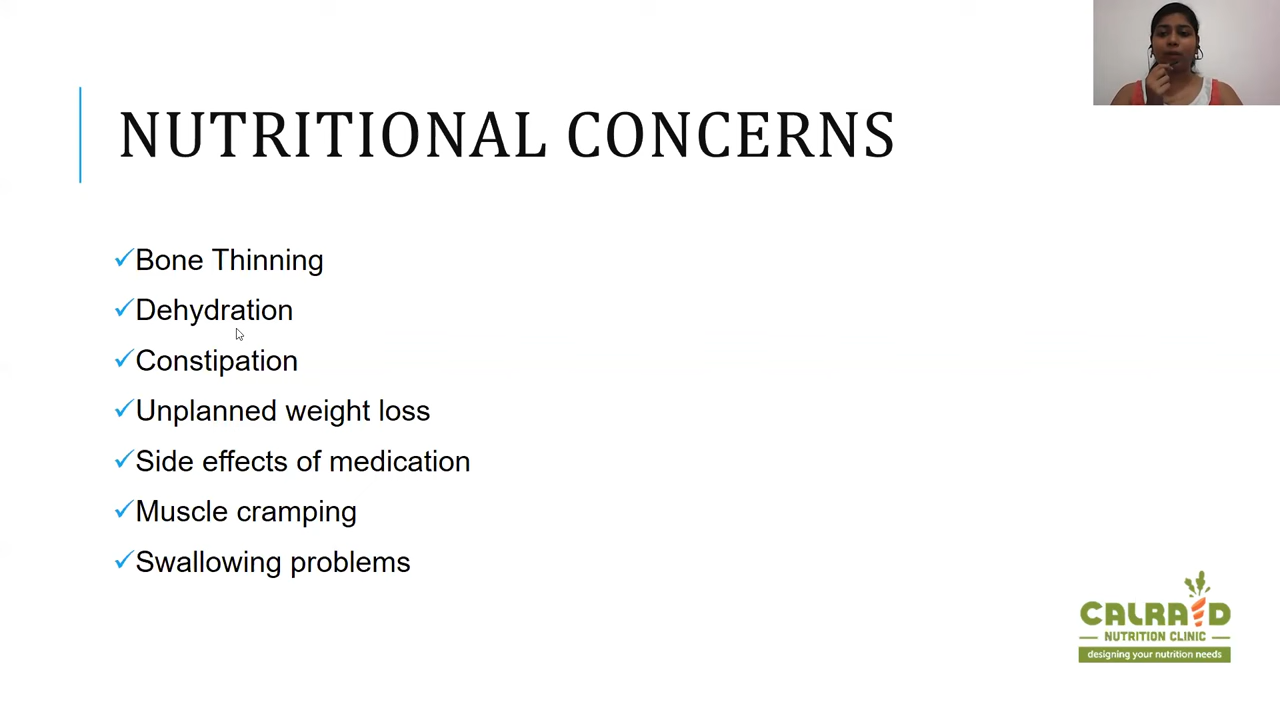 NUTRITIONAL CONCERNS
Bone Thinning
Dehydration
Constipation
Unplanned weight loss
Side effects of medication
Muscle cramping
Swallowing problems
CALRAID
NUTRITION CLINIC
designing your nutrition needs